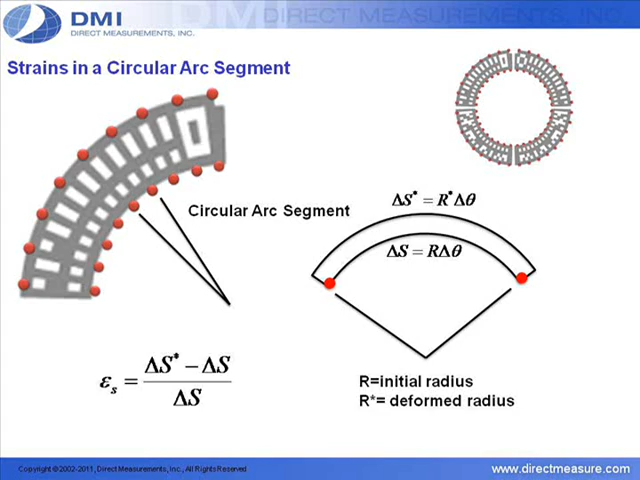 DMI
DIRECT MEASUREMENTS, INC.
DMI DIRECT MEASUREMENTS, INC.
Strains in a Circular Arc Segment
Circular Arc Segment
ΔS* = R*Δθ
ΔS = RΔθ
εs = (ΔS* − ΔS) / ΔS
R=initial radius
R*= deformed radius
Copyright ©2002-2011, Direct Measurements, Inc., All Rights Reserved
www.directmeasure.com